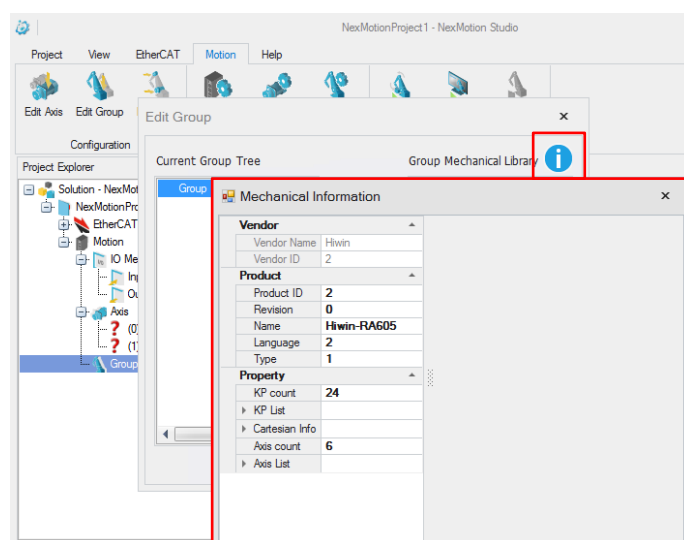 NexMotionProject1 - NexMotion Studio
Project View EtherCAT Motion Help
Edit Axis Edit Group
Configuration
Edit Group ×
Current Group Tree Group Mechanical Library
Group
Project Explorer
Solution - NexMot
NexMotionPro
EtherCAT
Motion
IO Me
Inp
Ou
Axis
(0)
(1)
Group
Mechanical Information ×
Vendor
Vendor Name Hiwin
Vendor ID 2
Product
Product ID 2
Revision 0
Name Hiwin-RA605
Language 2
Type 1
Property
KP count 24
KP List
Cartesian Info
Axis count 6
Axis List